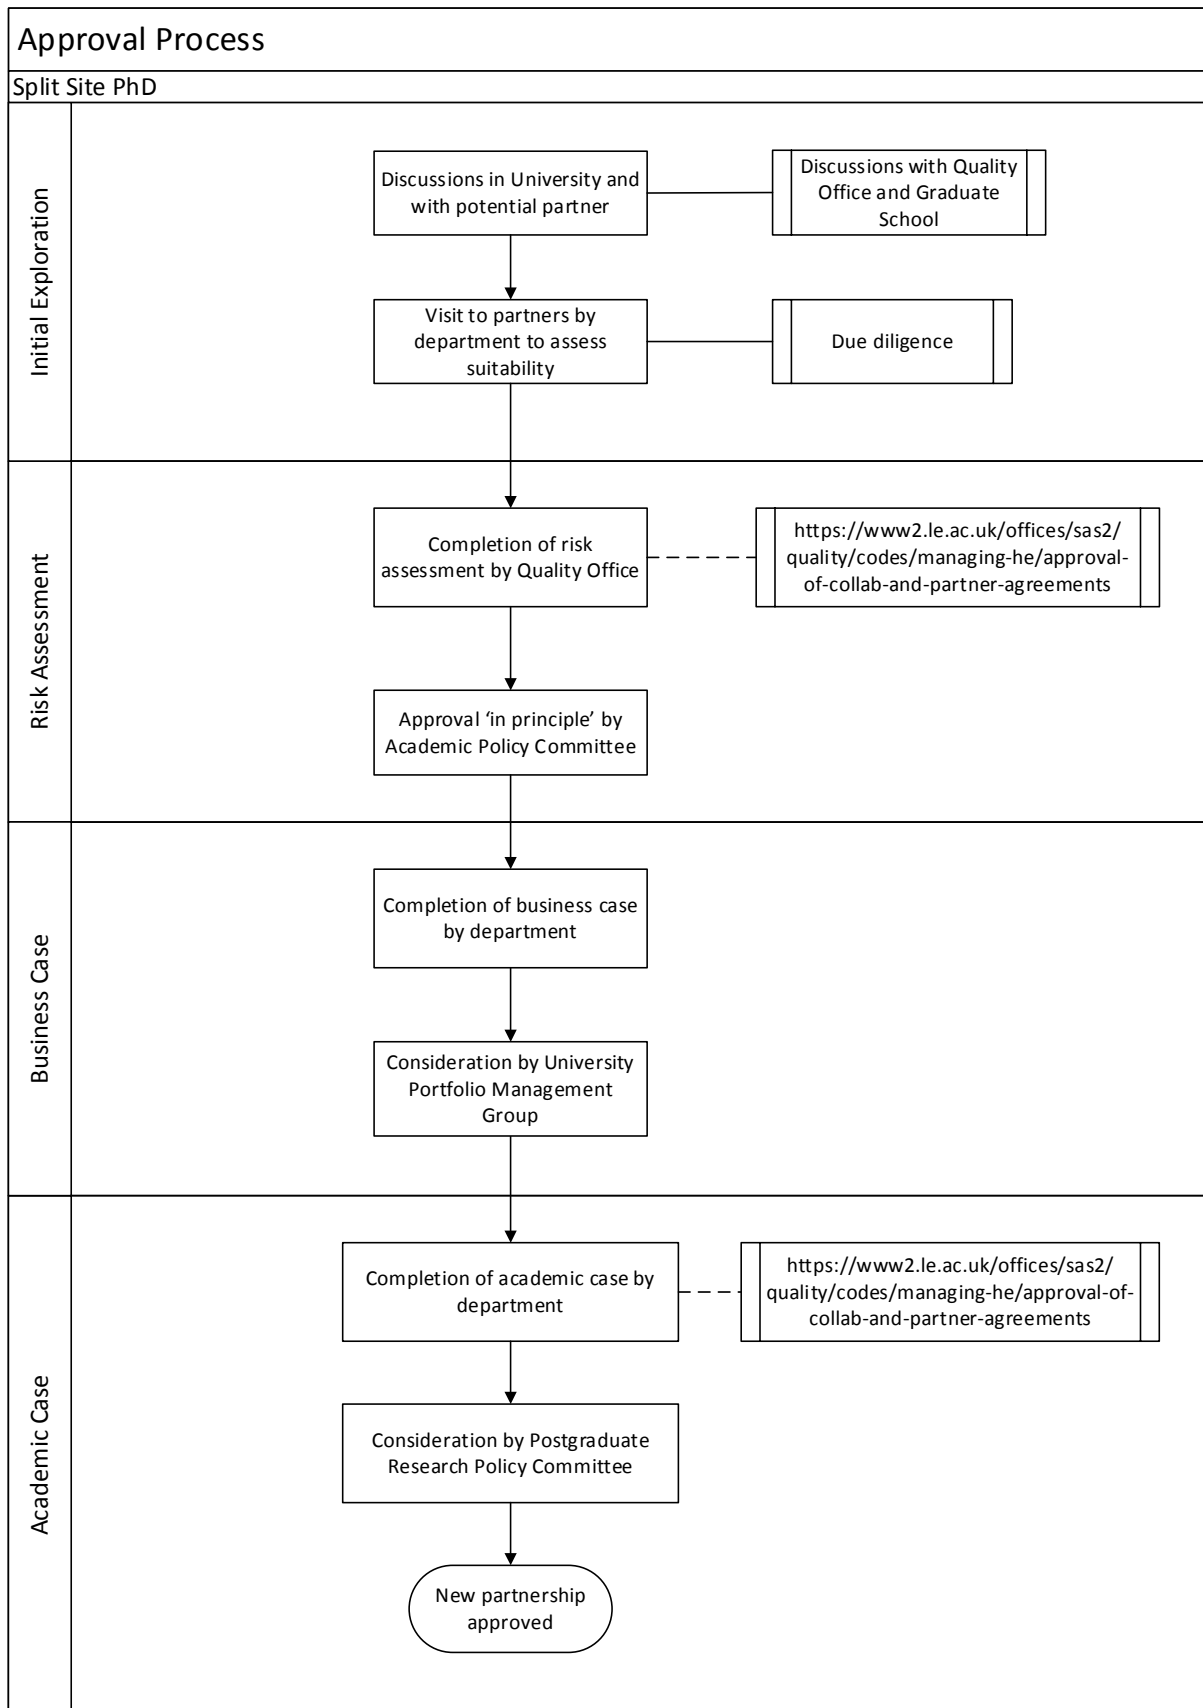 Approval Process
Split Site PhD
Initial Exploration
Discussions in University and
with potential partner
Discussions with Quality
Office and Graduate
School
Visit to partners by
department to assess
suitability
Due diligence
Risk Assessment
Completion of risk
assessment by Quality Office
https://www2.le.ac.uk/offices/sas2/
quality/codes/managing-he/approval-
of-collab-and-partner-agreements
Approval ‘in principle’ by
Academic Policy Committee
Business Case
Completion of business case
by department
Consideration by University
Portfolio Management
Group
Academic Case
Completion of academic case by
department
https://www2.le.ac.uk/offices/sas2/
quality/codes/managing-he/approval-of-
collab-and-partner-agreements
Consideration by Postgraduate
Research Policy Committee
New partnership
approved